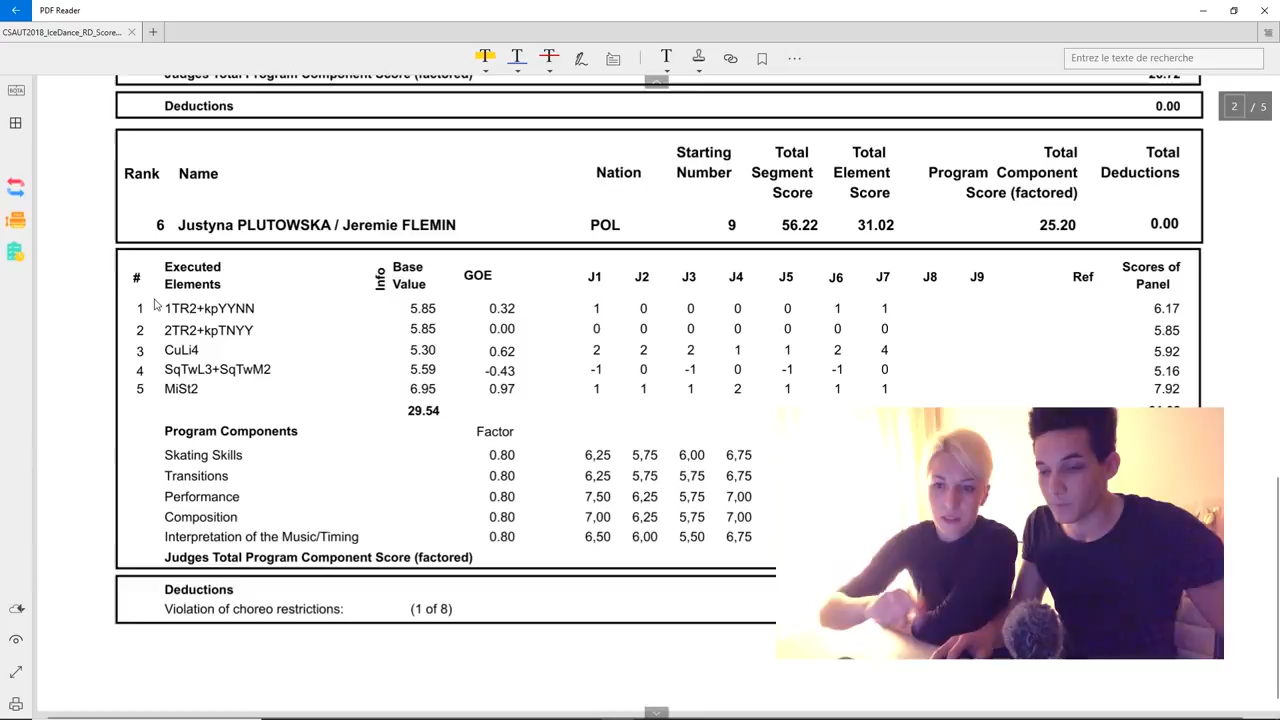 PDF Reader
CSAUT2018_IceDance_RD_Score...
T T T T ...
Entrez le texte de recherche
BOTA
2 / 5
Judges Total Program Component Score (factored)
Deductions 0.00
Rank Name Nation Starting Number Total Segment Score Total Element Score Total Program Component Score (factored) Total Deductions
6 Justyna PLUTOWSKA / Jeremie FLEMIN POL 9 56.22 31.02 25.20 0.00
# Executed Elements Info Base Value GOE J1 J2 J3 J4 J5 J6 J7 J8 J9 Ref Scores of Panel
1 1TR2+kpYYNN 5.85 0.32 1 0 0 0 0 1 1 6.17
2 2TR2+kpTNYY 5.85 0.00 0 0 0 0 0 0 0 5.85
3 CuLi4 5.30 0.62 2 2 2 1 1 2 4 5.92
4 SqTwL3+SqTwM2 5.59 -0.43 -1 0 -1 0 -1 -1 0 5.16
5 MiSt2 6.95 0.97 1 1 1 2 1 1 1 7.92
29.54
Program Components Factor
Skating Skills 0.80 6,25 5,75 6,00 6,75
Transitions 0.80 6,25 5,75 5,75 6,75
Performance 0.80 7,50 6,25 5,75 7,00
Composition 0.80 7,00 6,25 5,75 7,00
Interpretation of the Music/Timing 0.80 6,50 6,00 5,50 6,75
Judges Total Program Component Score (factored)
Deductions
Violation of choreo restrictions: (1 of 8)